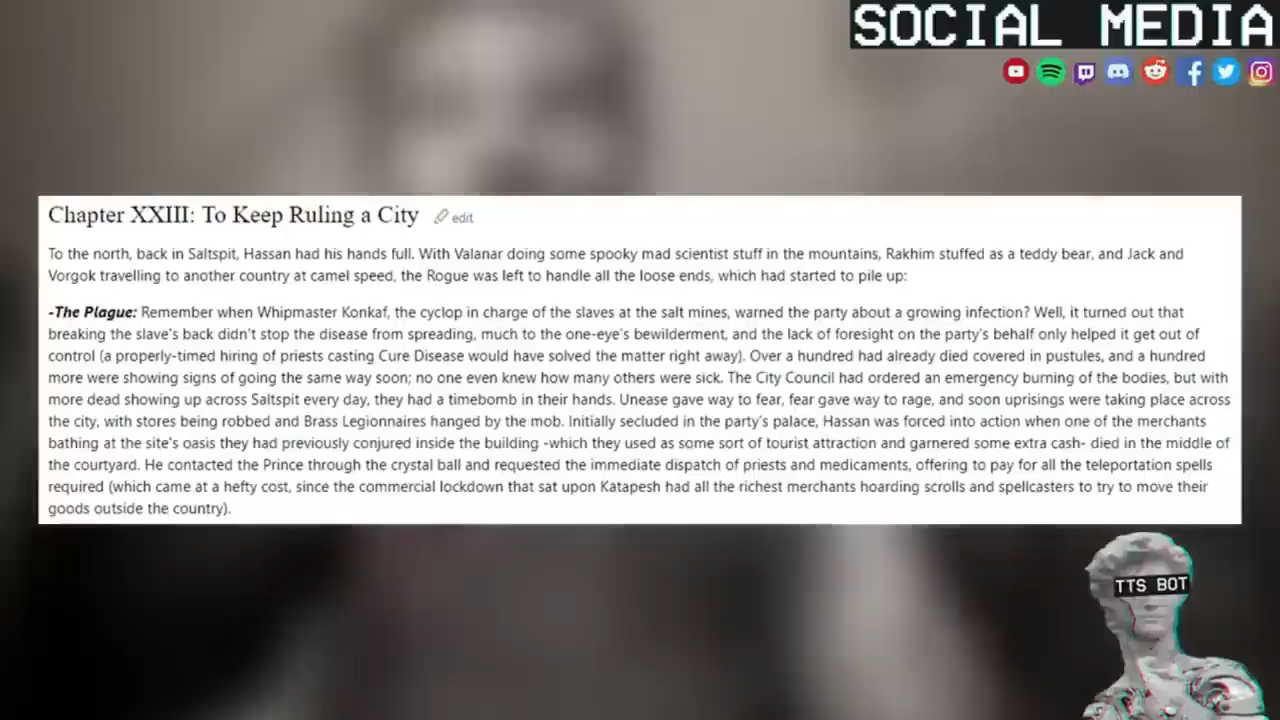 SOCIAL MEDIA
Chapter XXIII: To Keep Ruling a City edit
To the north, back in Saltspit, Hassan had his hands full. With Valanar doing some spooky mad scientist stuff in the mountains, Rakhim stuffed as a teddy bear, and Jack and
Vorgok travelling to another country at camel speed, the Rogue was left to handle all the loose ends, which had started to pile up:
-The Plague: Remember when Whipmaster Konkaf, the cyclop in charge of the slaves at the salt mines, warned the party about a growing infection? Well, it turned out that
breaking the slave's back didn't stop the disease from spreading, much to the one-eye's bewilderment, and the lack of foresight on the party's behalf only helped it get out of
control (a properly-timed hiring of priests casting Cure Disease would have solved the matter right away). Over a hundred had already died covered in pustules, and a hundred
more were showing signs of going the same way soon; no one even knew how many others were sick. The City Council had ordered an emergency burning of the bodies, but with
more dead showing up across Saltspit every day, they had a timebomb in their hands. Unease gave way to fear, fear gave way to rage, and soon uprisings were taking place across
the city, with stores being robbed and Brass Legionnaires hanged by the mob. Initially secluded in the party's palace, Hassan was forced into action when one of the merchants
bathing at the site's oasis they had previously conjured inside the building -which they used as some sort of tourist attraction and garnered some extra cash- died in the middle of
the courtyard. He contacted the Prince through the crystal ball and requested the immediate dispatch of priests and medicaments, offering to pay for all the teleportation spells
required (which came at a hefty cost, since the commercial lockdown that sat upon Katapesh had all the richest merchants hoarding scrolls and spellcasters to try to move their
goods outside the country).
TTS BOT